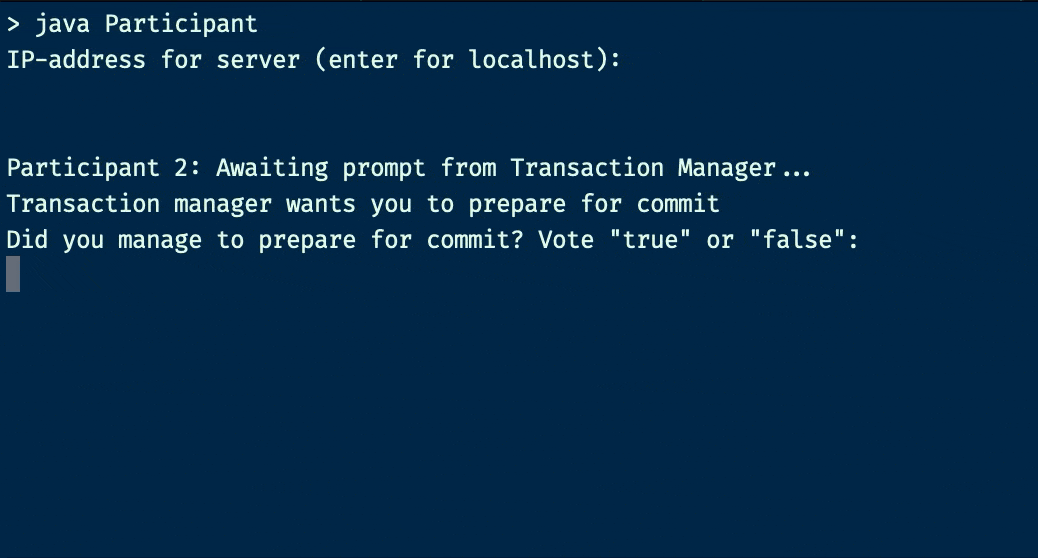 > java Participant
IP-address for server (enter for localhost):
Participant 2: Awaiting prompt from Transaction Manager...
Transaction manager wants you to prepare for commit
Did you manage to prepare for commit? Vote "true" or "false":